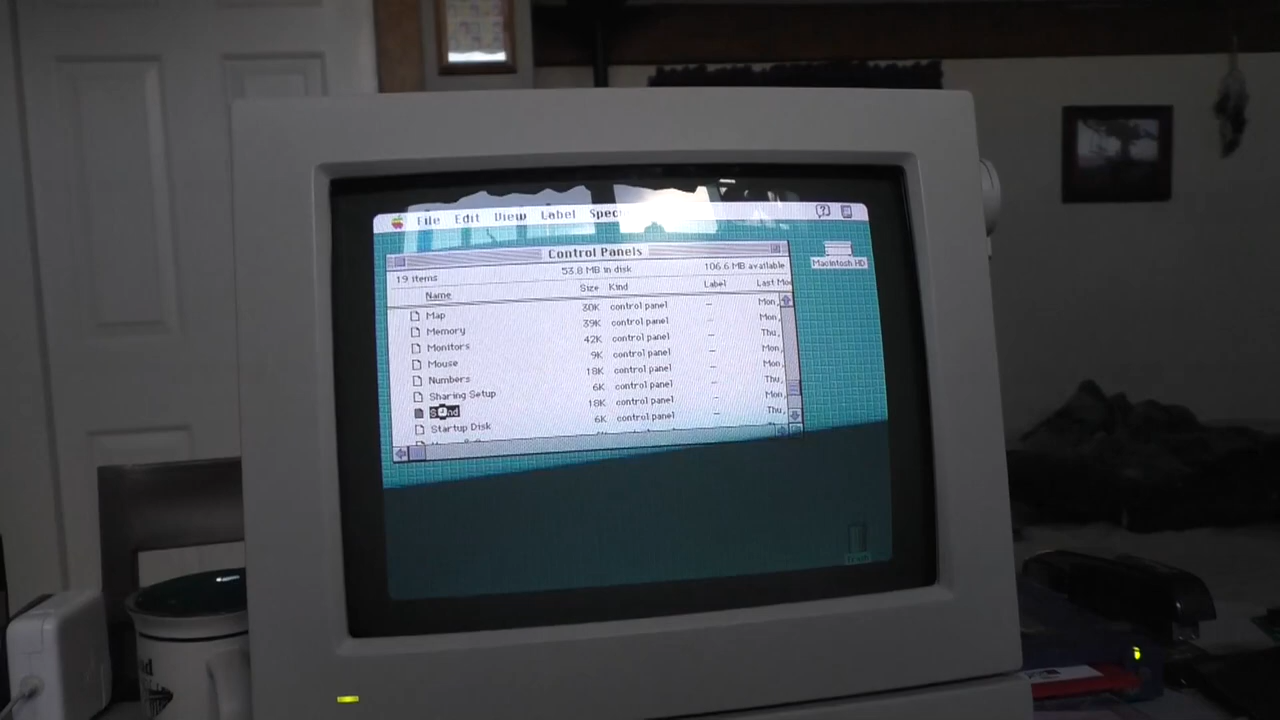 File Edit View Label Spec
Control Panels
19 items 53.8 MB in disk 106.6 MB available
Name Size Kind Label Last Mo
Map 30K control panel – Mon,
Memory 39K control panel – Mon,
Monitors 42K control panel – Thu,
Mouse 9K control panel – Mon,
Numbers 18K control panel – Mon,
Sharing Setup 6K control panel – Thu,
18K control panel – Mon,
Startup Disk 6K control panel – Thu,
Macintosh HD
Trash